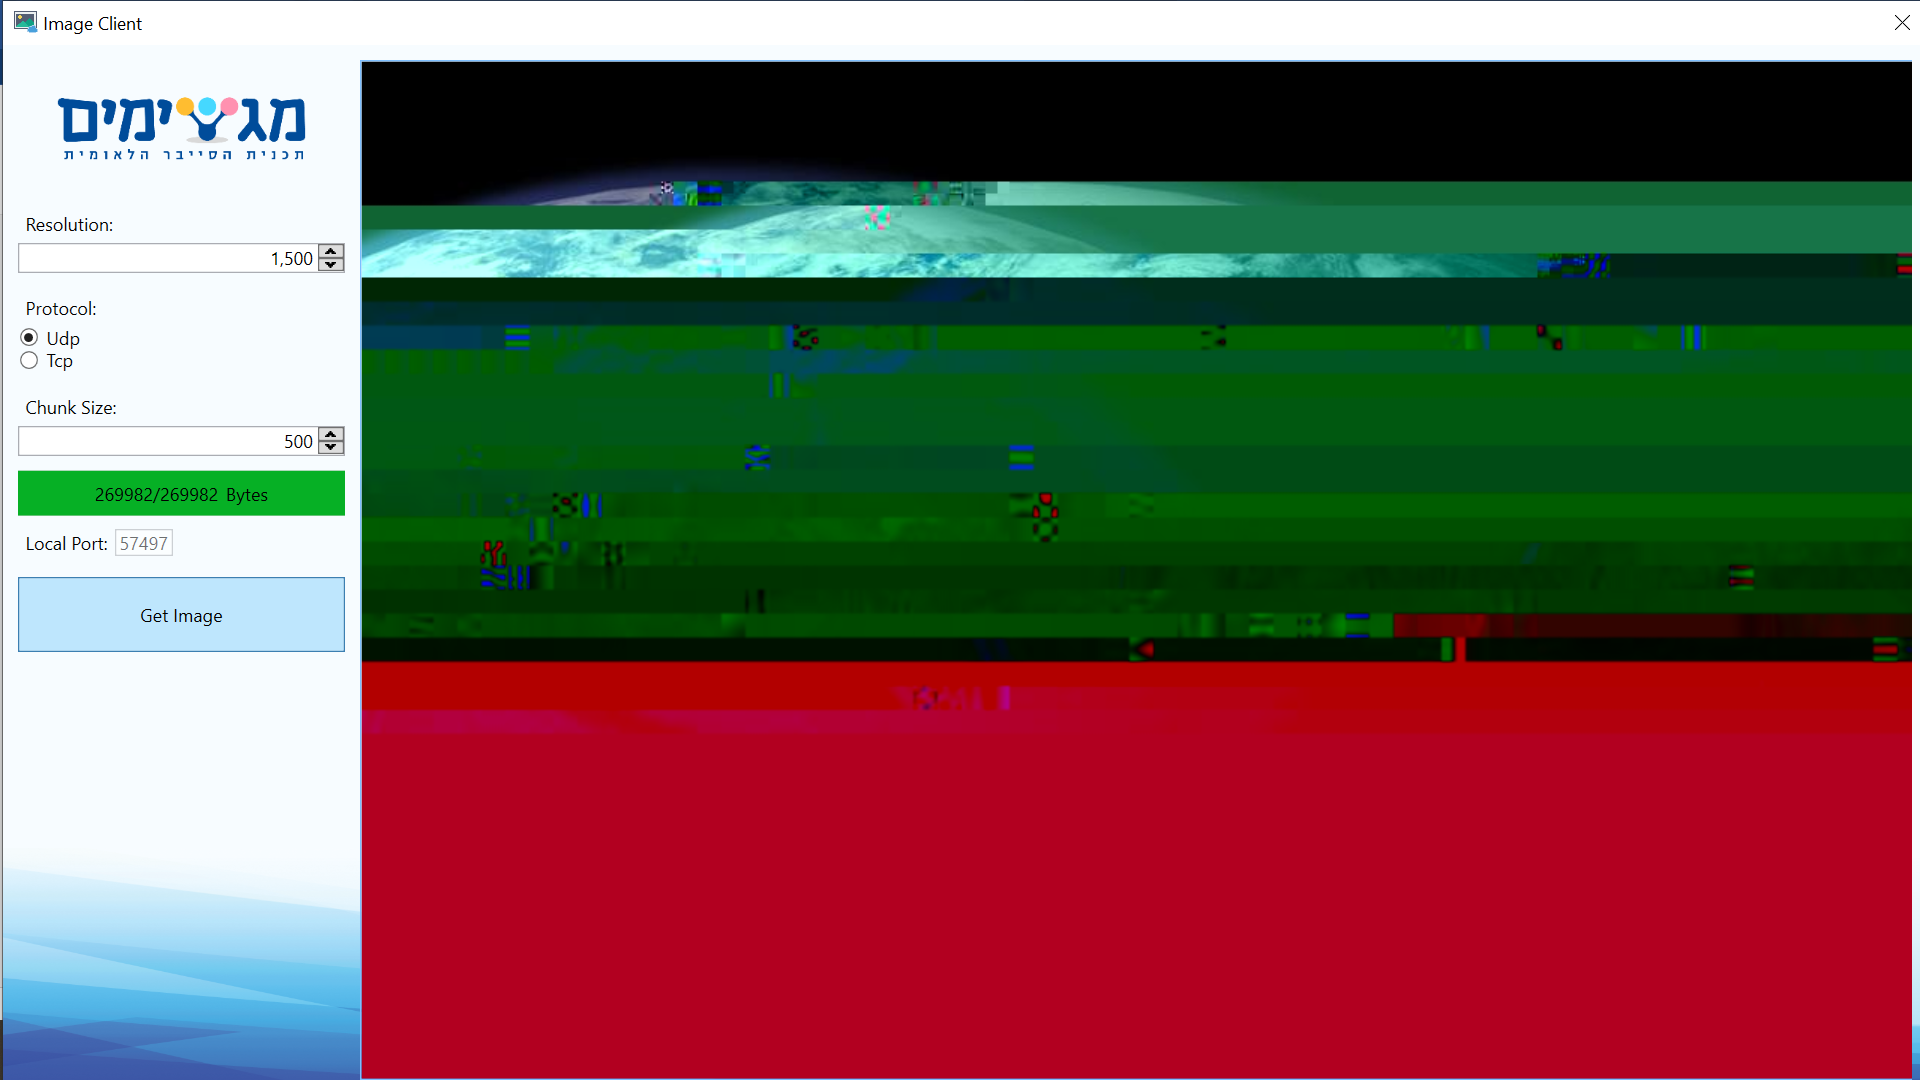 Image Client
מגשימים
תכנית הסייבר הלאומית
Resolution:
1,500
Protocol:
Udp
Tcp
Chunk Size:
500
269982/269982 Bytes
Local Port: 57497
Get Image